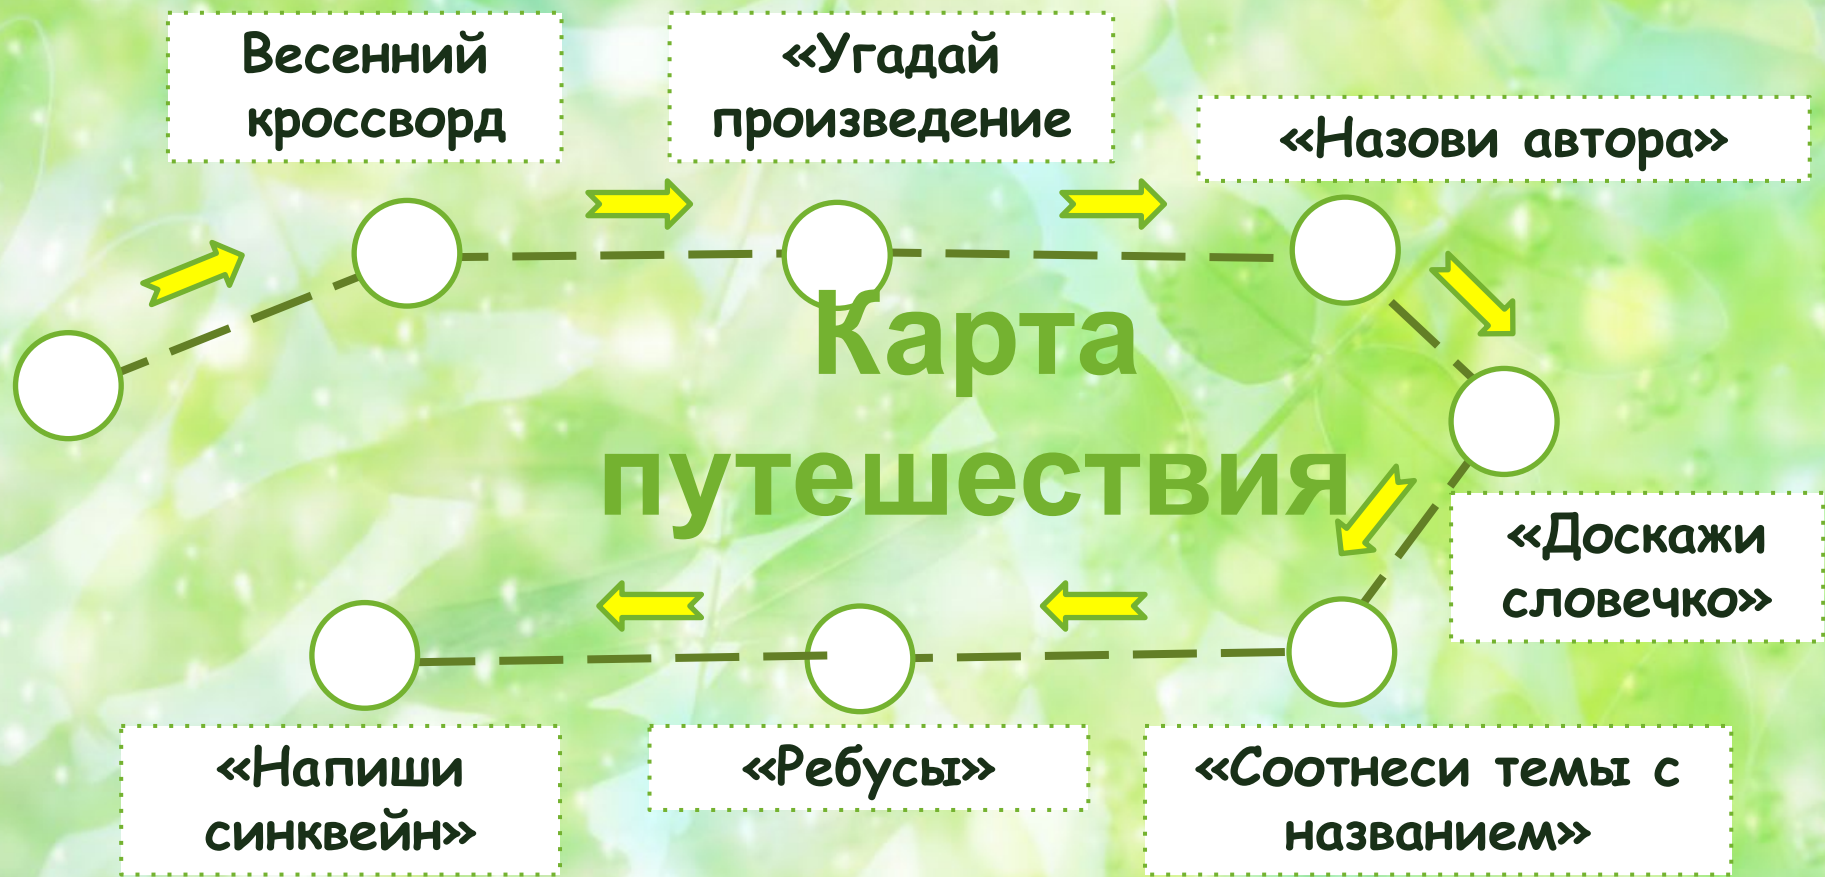 Весенний
кроссворд
«Угадай
произведение
«Назови автора»
Карта
путешествия
«Доскажи
словечко»
«Соотнеси темы с
названием»
«Ребусы»
«Напиши
синквейн»